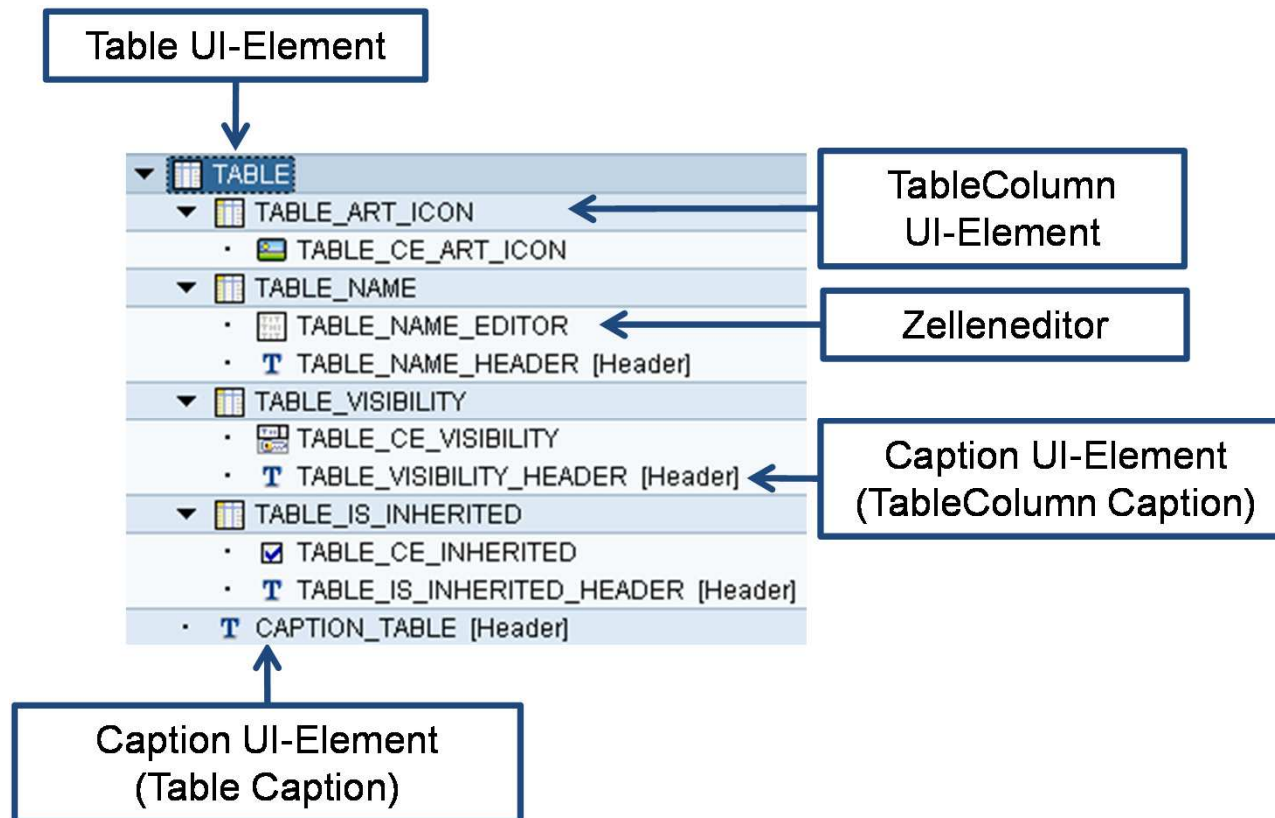 Table UI-Element
TABLE
TABLE_ART_ICON
TABLE_CE_ART_ICON
TABLE_NAME
TABLE_NAME_EDITOR
TABLE_NAME_HEADER [Header]
TABLE_VISIBILITY
TABLE_CE_VISIBILITY
TABLE_VISIBILITY_HEADER [Header]
TABLE_IS_INHERITED
TABLE_CE_INHERITED
TABLE_IS_INHERITED_HEADER [Header]
CAPTION_TABLE [Header]
TableColumn
UI-Element
Zelleneditor
Caption UI-Element
(TableColumn Caption)
Caption UI-Element
(Table Caption)